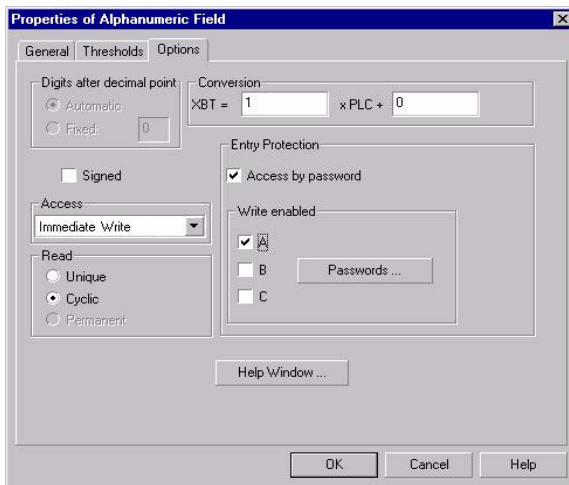 Properties of Alphanumeric Field
General Thresholds Options
Digits after decimal point
Automatic
Fixed: 0
Conversion
XBT = 1 x PLC + 0
Signed
Access
Immediate Write
Read
Unique
Cyclic
Permanent
Entry Protection
Access by password
Write enabled
A
B
C
Passwords ...
Help Window ...
OK Cancel Help